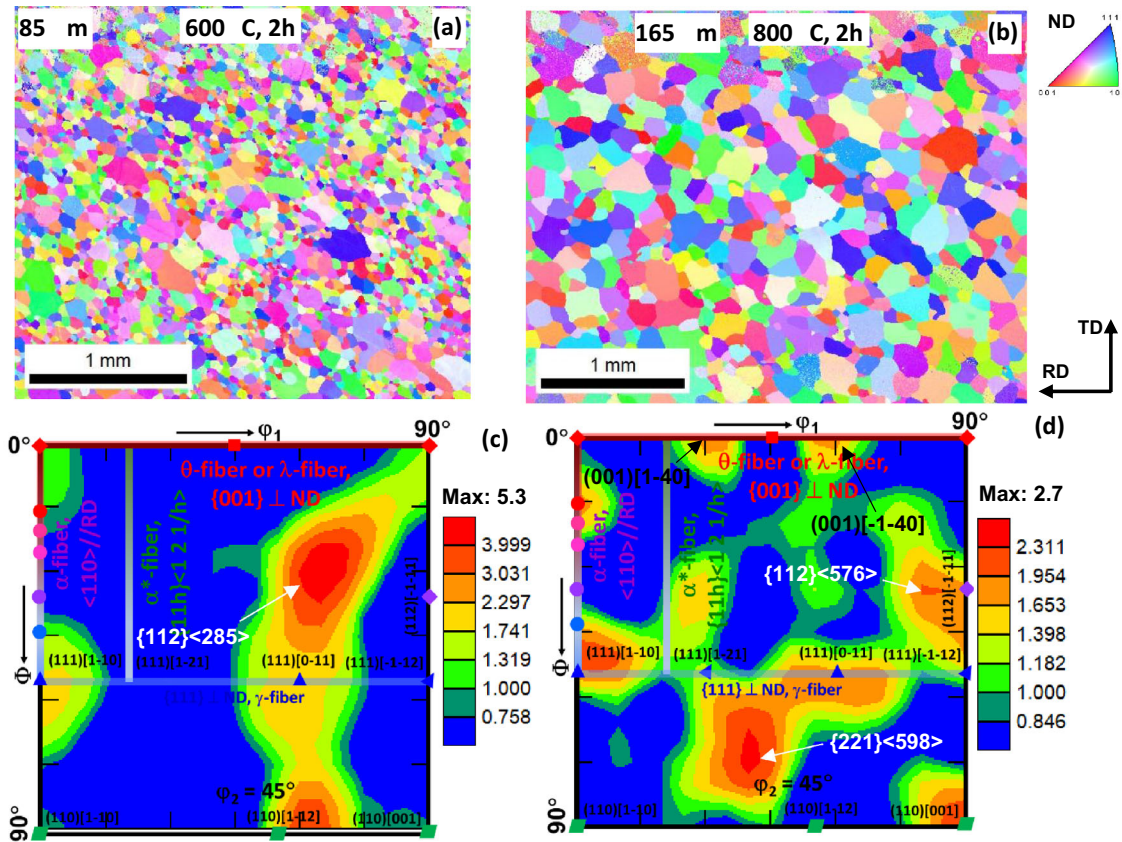 85 m 600 C, 2h (a)
165 m 800 C, 2h (b)
ND 111
001 10
1 mm
1 mm
TD
RD
0° φ1 90° (c)
θ-fiber or λ-fiber,
{001} ⊥ ND
α-fiber,
<110>//RD
α*-fiber,
{11h}<1 2 1/h>
{112}<285>
(112)[-1-11]
Φ
(111)[1-10] (111)[1-21] (111)[0-11] (111)[-1-12]
{111} ⊥ ND, γ-fiber
φ2 = 45°
(110)[1-10] (110)[1-12] (110)[001]
90°
Max: 5.3
3.999
3.031
2.297
1.741
1.319
1.000
0.758
0° φ1 90° (d)
θ-fiber or λ-fiber,
{001} ⊥ ND
(001)[1-40]
(001)[-1-40]
α-fiber,
<110>//RD
α*-fiber,
{11h}<1 2 1/h>
{112}<576>
(112)[-1-11]
Φ
(111)[1-10] (111)[1-21] (111)[0-11] (111)[-1-12]
{111} ⊥ ND, γ-fiber
{221}<598>
φ2 = 45°
(110)[1-10] (110)[1-12] (110)[001]
90°
Max: 2.7
2.311
1.954
1.653
1.398
1.182
1.000
0.846